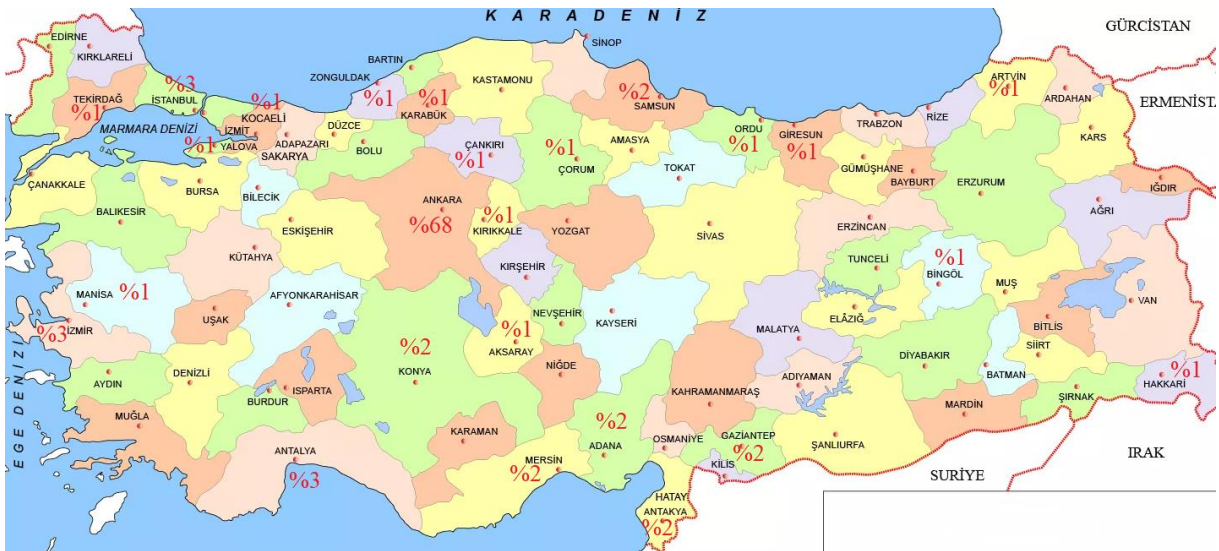 KARADENİZ
GÜRCİSTAN
EDİRNE
KIRKLARELİ
SİNOP
BARTIN
ZONGULDAK
%1
KASTAMONU
ARTVİN
%1
ARDAHAN
ERMENİSTA
TEKİRDAĞ
%1
%3
İSTANBUL
%1
KOCAELİ
İZMİT
%1
KARABÜK
%2
SAMSUN
ORDU
%1
GİRESUN
%1
TRABZON
RİZE
KARS
MARMARA DENİZİ
%1
YALOVA
ADAPAZARI
SAKARYA
DÜZCE
BOLU
ÇANKIRI
%1
%1
ÇORUM
AMASYA
TOKAT
GÜMÜŞHANE
BAYBURT
ERZURUM
IĞDIR
ÇANAKKALE
BURSA
BİLECİK
BALIKESİR
ESKİŞEHİR
ANKARA
%68
%1
KIRIKKALE
YOZGAT
SİVAS
ERZİNCAN
AĞRI
KÜTAHYA
KIRŞEHİR
TUNCELİ
%1
BİNGÖL
MUŞ
MANİSA %1
AFYONKARAHİSAR
UŞAK
NEVŞEHİR
KAYSERİ
MALATYA
ELÂZIĞ
BİTLİS
VAN
İZMİR
%3
EGE DENİZİ
%1
AKSARAY
%2
KONYA
NİĞDE
DİYABAKIR
SİİRT
BATMAN
HAKKARİ
%1
AYDIN
DENİZLİ
BURDUR
ISPARTA
KAHRAMANMARAŞ
ADIYAMAN
MARDİN
ŞIRNAK
MUĞLA
ANTALYA
%3
KARAMAN
MERSİN
%2
%2
ADANA
OSMANİYE
GAZİANTEP
%2
KİLİS
ŞANLIURFA
HATAY
ANTAKYA
%2
SURİYE
IRAK